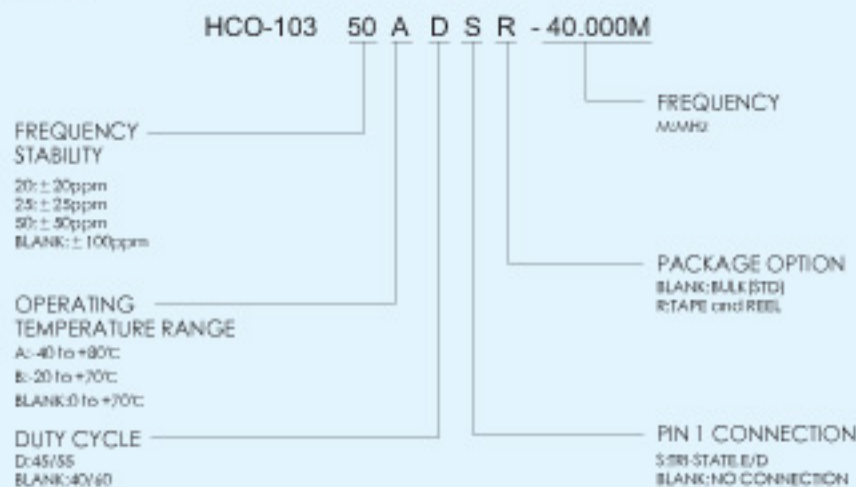 HCO-103 50 A D S R - 40.000M
FREQUENCY
STABILITY
20:±20ppm
25:±25ppm
50:±50ppm
BLANK:±100ppm
OPERATING
TEMPERATURE RANGE
A:-40 to +80℃
B:-20 to +70℃
BLANK:0 to +70℃
DUTY CYCLE
D:45/55
BLANK:40/60
FREQUENCY
M:MHz
PACKAGE OPTION
BLANK:BULK(STD)
R:TAPE and REEL
PIN 1 CONNECTION
S:TRI-STATE,E/D
BLANK:NO CONNECTION